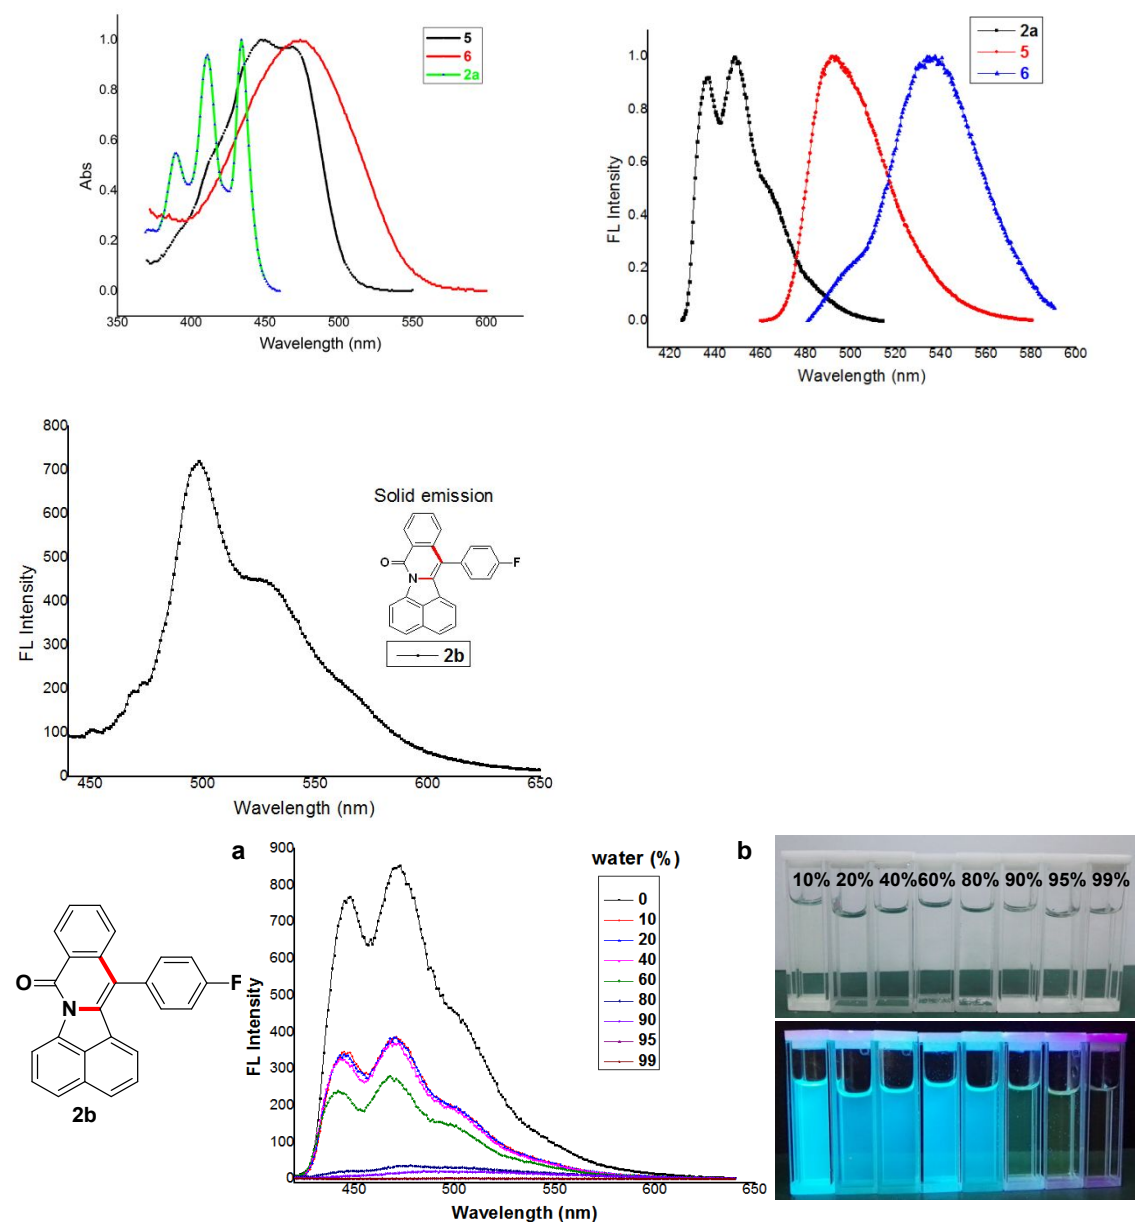 1.0
0.8
0.6
0.4
0.2
0.0
Abs
350 400 450 500 550 600
Wavelength (nm)
5
6
2a
1.0
0.8
0.6
0.4
0.2
0.0
FL Intensity
420 440 460 480 500 520 540 560 580 600
Wavelength (nm)
2a
5
6
800
700
600
500
400
300
200
100
0
FL Intensity
450 500 550 600 650
Wavelength (nm)
Solid emission
O
N
F
2b
O
N
F
2b
a
900
800
700
600
500
400
300
200
100
0
FL Intensity
450 500 550 600 650
Wavelength (nm)
water (%)
0
10
20
40
60
80
90
95
99
b
10% 20% 40% 60% 80% 90% 95% 99%